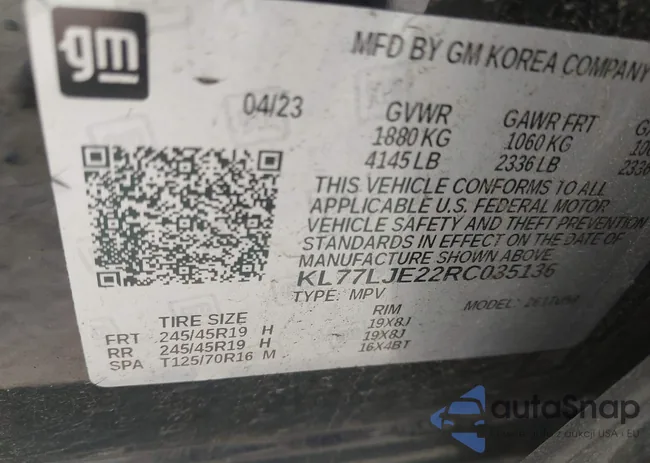 gm
MFD BY GM KOREA COMPANY
04/23
GVWR GAWR FRT
1880 KG 1060 KG
4145 LB 2336 LB
THIS VEHICLE CONFORMS TO ALL
APPLICABLE U.S. FEDERAL MOTOR
VEHICLE SAFETY AND THEFT PREVENTION
STANDARDS IN EFFECT ON THE DATE OF
MANUFACTURE SHOWN ABOVE
KL77LJE22RC035136
TYPE: MPV MODEL:
TIRE SIZE RIM
FRT 245/45R19 H 19X8J
RR 245/45R19 H 19X8J
SPA T125/70R16 M 16X4BT
autoSnap
aukcji USA i EU